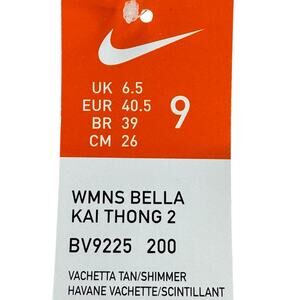 UK 6.5
EUR 40.5
BR 39
CM 26
9
WMNS BELLA
KAI THONG 2
BV9225 200
VACHETTA TAN/SHIMMER
HAVANE VACHETTE/SCINTILLANT